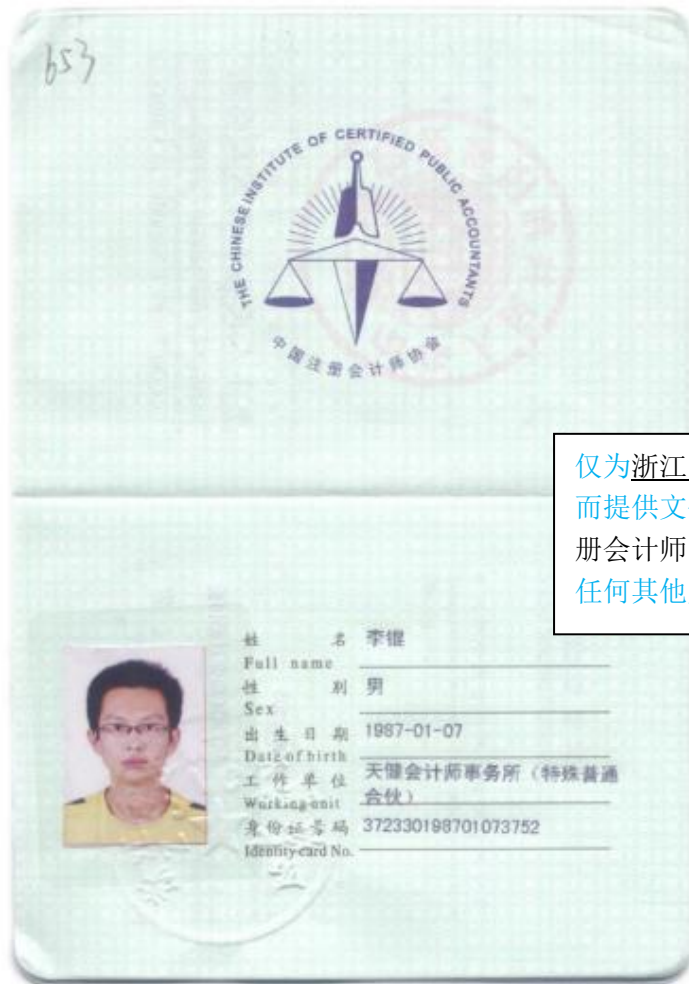 653
THE CHINESE INSTITUTE OF CERTIFIED PUBLIC ACCOUNTANTS
中国注册会计师协会
仅为浙江
而提供文
册会计师
任何其他
姓 名 李锟
Full name
性 别 男
Sex
出生日期 1987-01-07
Date of birth
工作单位 天健会计师事务所（特殊普通
Working unit 合伙）
身份证号码 372330198701073752
Identity card No.